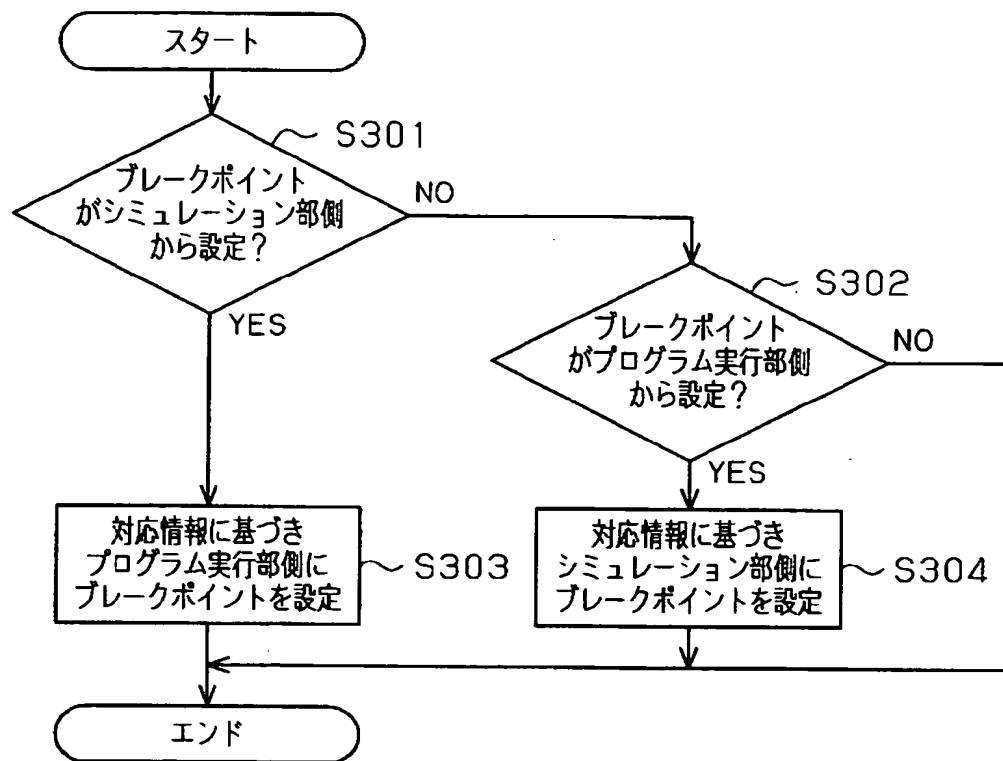 スタート
S301
ブレークポイント
がシミュレーション部側
から設定?
NO
YES
S302
ブレークポイント
がプログラム実行部側
から設定?
NO
YES
対応情報に基づき
プログラム実行部側に
ブレークポイントを設定
S303
対応情報に基づき
シミュレーション部側に
ブレークポイントを設定
S304
エンド